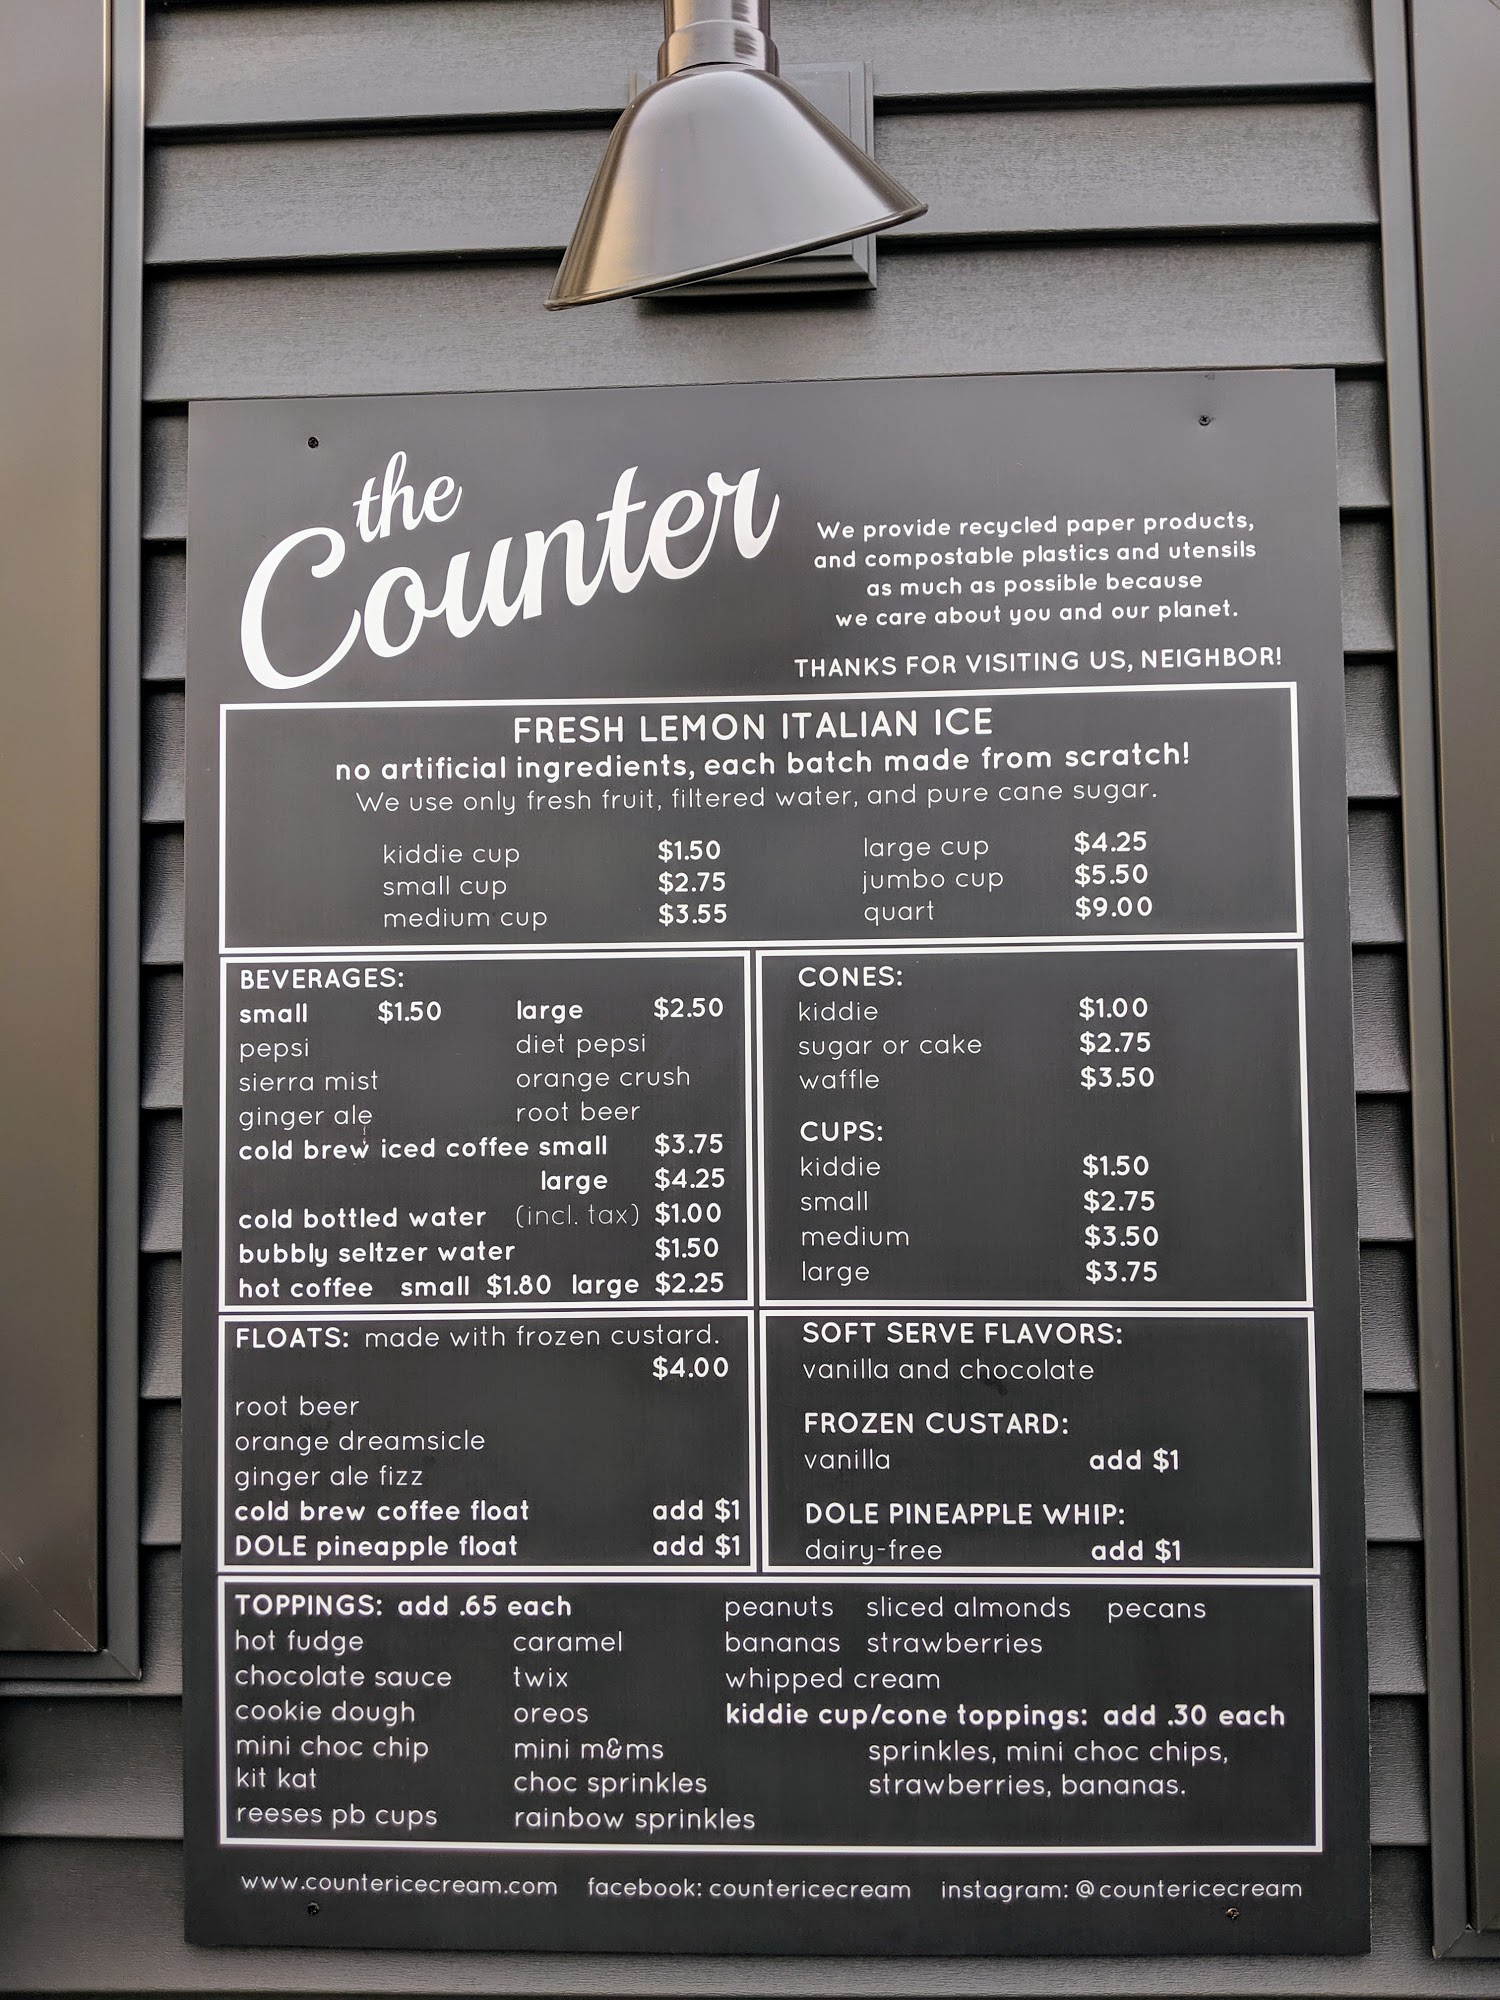 the
Counter
We provide recycled paper products,
and compostable plastics and utensils
as much as possible because
we care about you and our planet.
THANKS FOR VISITING US, NEIGHBOR!
FRESH LEMON ITALIAN ICE
no artificial ingredients, each batch made from scratch!
We use only fresh fruit, filtered water, and pure cane sugar.
kiddie cup $1.50 large cup $4.25
small cup $2.75 jumbo cup $5.50
medium cup $3.55 quart $9.00
BEVERAGES:
small $1.50 large $2.50
pepsi diet pepsi
sierra mist orange crush
ginger ale root beer
cold brew iced coffee small $3.75
large $4.25
cold bottled water (incl. tax) $1.00
bubbly seltzer water $1.50
hot coffee small $1.80 large $2.25
CONES:
kiddie $1.00
sugar or cake $2.75
waffle $3.50
CUPS:
kiddie $1.50
small $2.75
medium $3.50
large $3.75
FLOATS: made with frozen custard.
$4.00
root beer
orange dreamsicle
ginger ale fizz
cold brew coffee float add $1
DOLE pineapple float add $1
SOFT SERVE FLAVORS:
vanilla and chocolate
FROZEN CUSTARD:
vanilla add $1
DOLE PINEAPPLE WHIP:
dairy-free add $1
TOPPINGS: add .65 each
hot fudge caramel
chocolate sauce twix
cookie dough oreos
mini choc chip mini m&ms
kit kat choc sprinkles
reeses pb cups rainbow sprinkles
peanuts sliced almonds pecans
bananas strawberries
whipped cream
kiddie cup/cone toppings: add .30 each
sprinkles, mini choc chips,
strawberries, bananas.
www.countericecream.com facebook: countericecream instagram: @countericecream